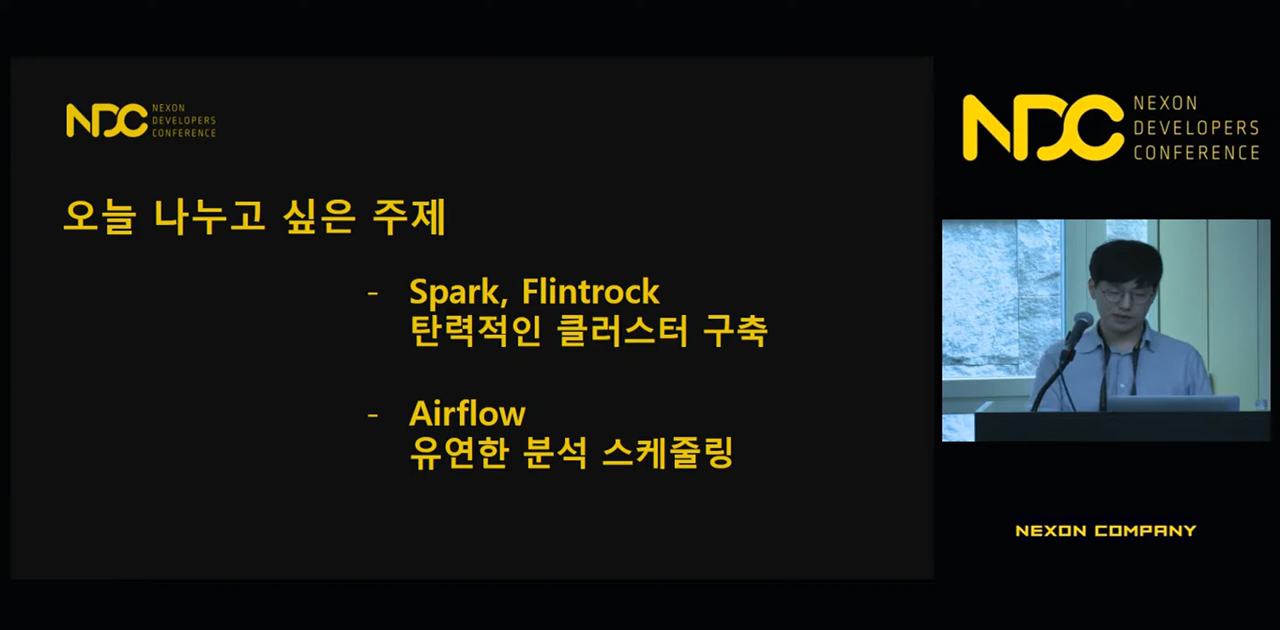 NDC NEXON
DEVELOPERS
CONFERENCE
오늘 나누고 싶은 주제
- Spark, Flintrock
탄력적인 클러스터 구축
- Airflow
유연한 분석 스케줄링
NDC NEXON
DEVELOPERS
CONFERENCE
NEXON COMPANY